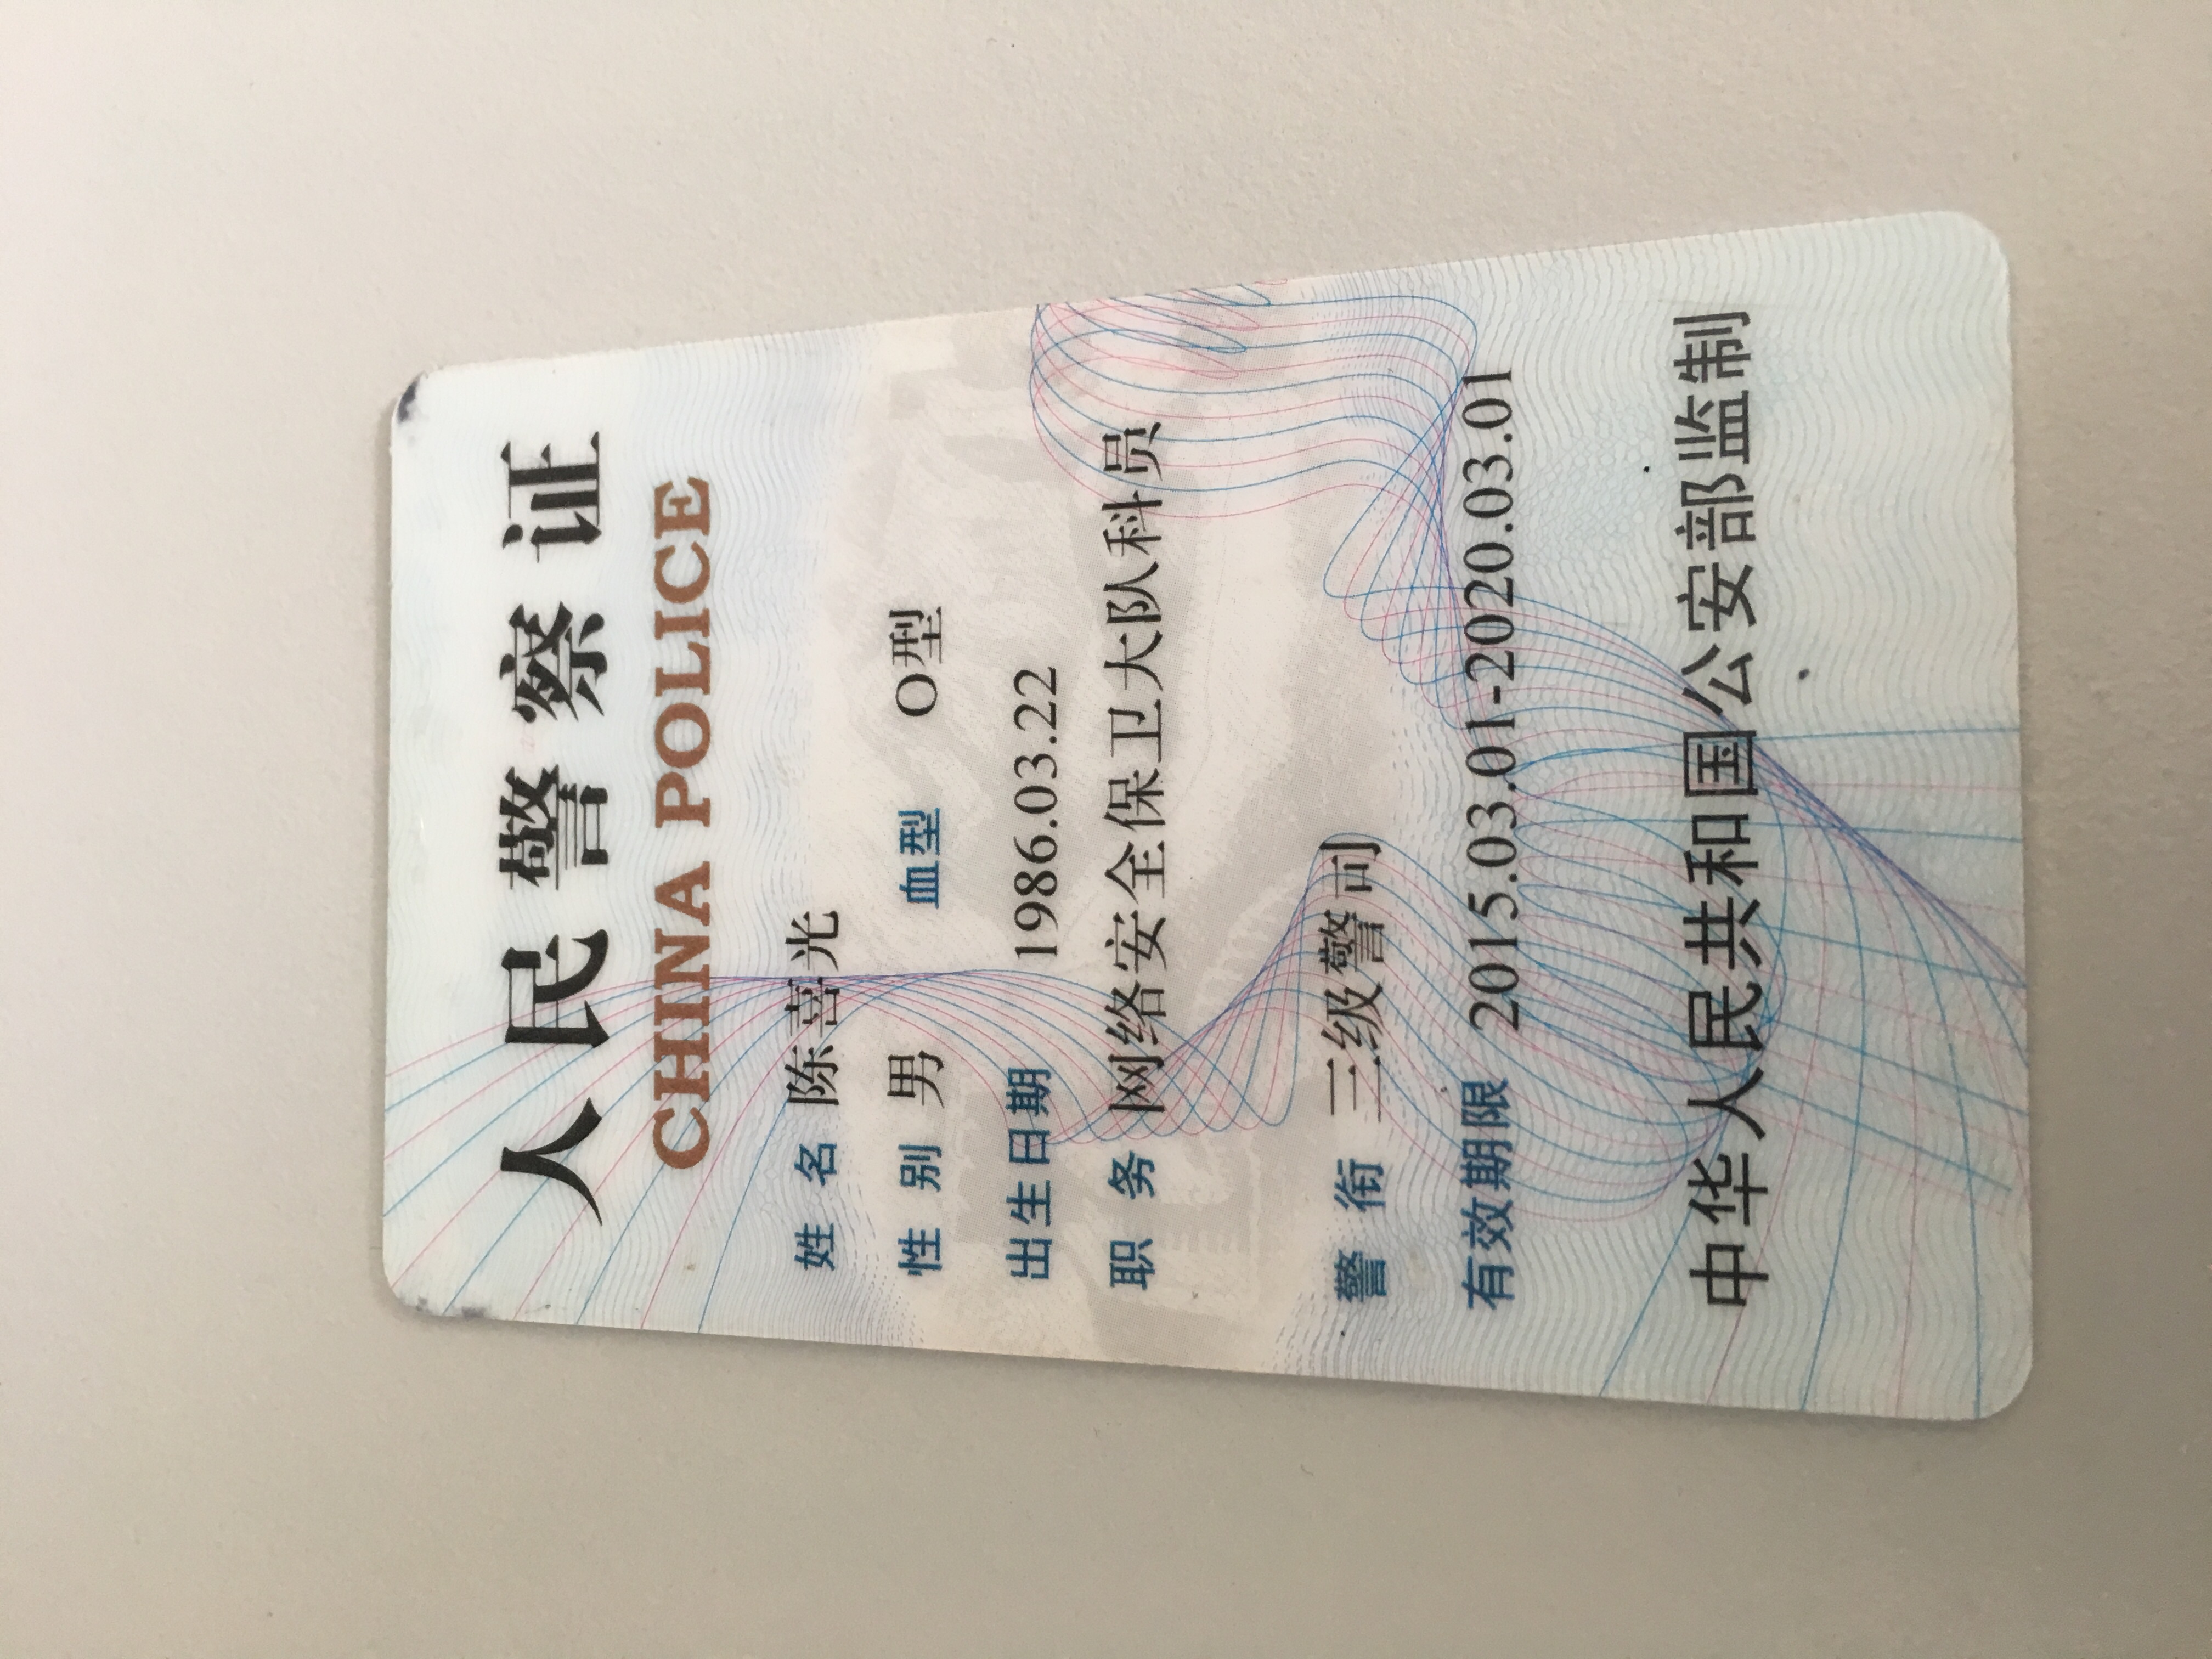 人民警察证
CHINA POLICE
姓 名 陈喜光
性 别 男 血型 O型
出生日期 1986.03.22
职 务 网络安全保卫大队科员
警 衔 三级警司
有效期限 2015.03.01-2020.03.01
中华人民共和国公安部监制